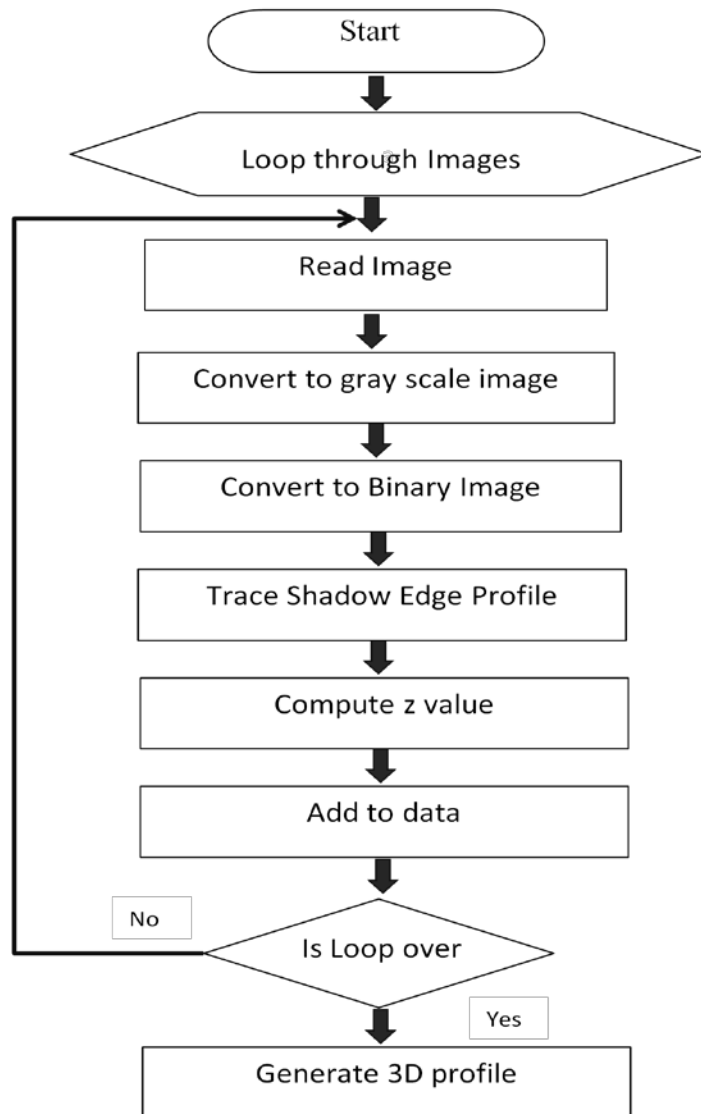 Start
Loop through Images
Read Image
Convert to gray scale image
Convert to Binary Image
Trace Shadow Edge Profile
Compute z value
Add to data
No
Is Loop over
Yes
Generate 3D profile